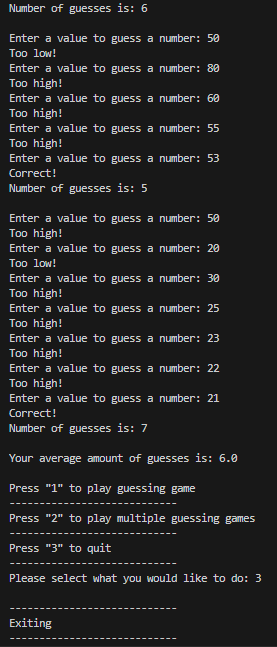 Number of guesses is: 6
Enter a value to guess a number: 50
Too low!
Enter a value to guess a number: 80
Too high!
Enter a value to guess a number: 60
Too high!
Enter a value to guess a number: 55
Too high!
Enter a value to guess a number: 53
Correct!
Number of guesses is: 5
Enter a value to guess a number: 50
Too high!
Enter a value to guess a number: 20
Too low!
Enter a value to guess a number: 30
Too high!
Enter a value to guess a number: 25
Too high!
Enter a value to guess a number: 23
Too high!
Enter a value to guess a number: 22
Too high!
Enter a value to guess a number: 21
Correct!
Number of guesses is: 7
Your average amount of guesses is: 6.0
Press "1" to play guessing game
----------------------------
Press "2" to play multiple guessing games
----------------------------
Press "3" to quit
----------------------------
Please select what you would like to do: 3
----------------------------
Exiting
----------------------------